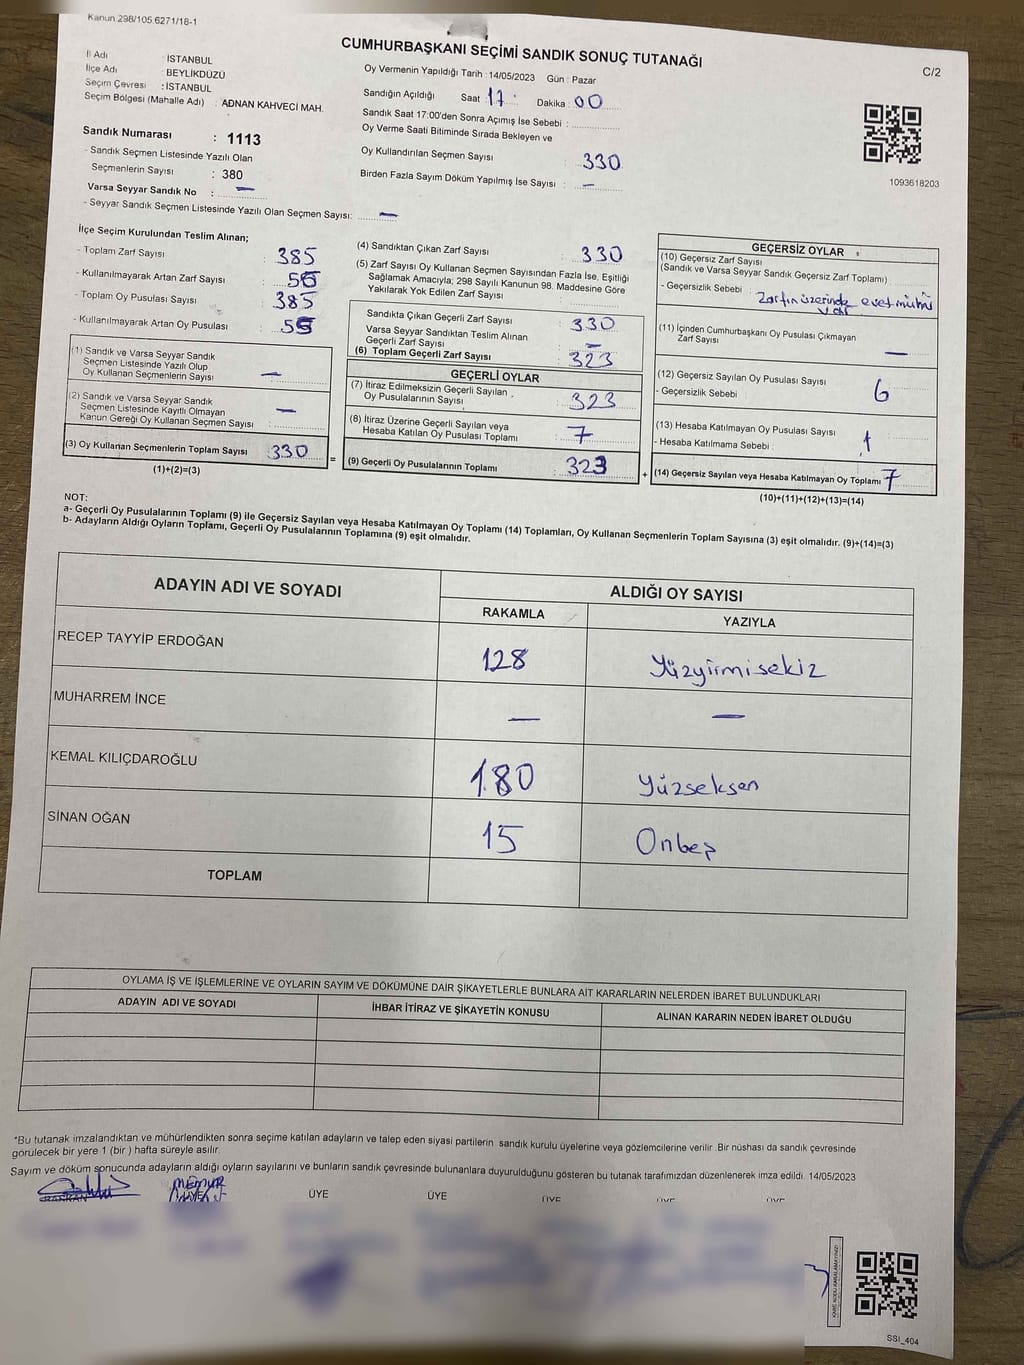 Kanun 298/105.6271/18-1
CUMHURBAŞKANI SEÇİMİ SANDIK SONUÇ TUTANAĞI
C/2
İl Adı : İSTANBUL
İlçe Adı : BEYLİKDÜZÜ
Seçim Çevresi : İSTANBUL
Seçim Bölgesi (Mahalle Adı) : ADNAN KAHVECİ MAH.
Sandık Numarası : 1113
- Sandık Seçmen Listesinde Yazılı Olan
Seçmenlerin Sayısı : 380
Varsa Seyyar Sandık No : —
- Seyyar Sandık Seçmen Listesinde Yazılı Olan Seçmen Sayısı: —
Oy Vermenin Yapıldığı Tarih : 14/05/2023 Gün : Pazar
Sandığın Açıldığı Saat 17 : Dakika : 00
Sandık Saat 17:00'den Sonra Açımış İse Sebebi :
Oy Verme Saati Bitiminde Sırada Bekleyen ve
Oy Kullandırılan Seçmen Sayısı : 330
Birden Fazla Sayım Döküm Yapılmış İse Sayısı : —
1093618203
İlçe Seçim Kurulundan Teslim Alınan;
- Toplam Zarf Sayısı : 385
- Kullanılmayarak Artan Zarf Sayısı : 55
- Toplam Oy Pusulası Sayısı : 385
- Kullanılmayarak Artan Oy Pusulası : 55
(1) Sandık ve Varsa Seyyar Sandık
Seçmen Listesinde Yazılı Olup
Oy Kullanan Seçmenlerin Sayısı : —
(2) Sandık ve Varsa Seyyar Sandık
Seçmen Listesinde Kayıtlı Olmayan
Kanun Gereği Oy Kullanan Seçmen Sayısı : —
(3) Oy Kullanan Seçmenlerin Toplam Sayısı : 330
(1)+(2)=(3)
(4) Sandıktan Çıkan Zarf Sayısı : 330
(5) Zarf Sayısı Oy Kullanan Seçmen Sayısından Fazla İse, Eşitliği
Sağlamak Amacıyla; 298 Sayılı Kanunun 98. Maddesine Göre
Yakılarak Yok Edilen Zarf Sayısı :
Sandıkta Çıkan Geçerli Zarf Sayısı : 330
Varsa Seyyar Sandıktan Teslim Alınan
Geçerli Zarf Sayısı : —
(6) Toplam Geçerli Zarf Sayısı : 323
GEÇERLİ OYLAR
(7) İtiraz Edilmeksizin Geçerli Sayılan
Oy Pusulalarının Sayısı : 323
(8) İtiraz Üzerine Geçerli Sayılan veya
Hesaba Katılan Oy Pusulası Toplamı : 7
= (9) Geçerli Oy Pusulalarının Toplamı : 323
GEÇERSİZ OYLAR
(10) Geçersiz Zarf Sayısı
(Sandık ve Varsa Seyyar Sandık Geçersiz Zarf Toplamı) :
- Geçersizlik Sebebi : Zarfın üzerinde evet mührü
var
(11) İçinden Cumhurbaşkanı Oy Pusulası Çıkmayan
Zarf Sayısı : —
(12) Geçersiz Sayılan Oy Pusulası Sayısı : 6
- Geçersizlik Sebebi :
(13) Hesaba Katılmayan Oy Pusulası Sayısı : 1
- Hesaba Katılmama Sebebi :
+ (14) Geçersiz Sayılan veya Hesaba Katılmayan Oy Toplamı : 7
(10)+(11)+(12)+(13)=(14)
NOT:
a- Geçerli Oy Pusulalarının Toplamı (9) ile Geçersiz Sayılan veya Hesaba Katılmayan Oy Toplamı (14) Toplamları, Oy Kullanan Seçmenlerin Toplam Sayısına (3) eşit olmalıdır. (9)+(14)=(3)
b- Adayların Aldığı Oyların Toplamı, Geçerli Oy Pusulalarının Toplamına (9) eşit olmalıdır.
ADAYIN ADI VE SOYADI ALDIĞI OY SAYISI
RAKAMLA YAZIYLA
RECEP TAYYİP ERDOĞAN 128 Yüzyirmisekiz
MUHARREM İNCE — —
KEMAL KILIÇDAROĞLU 180 Yüzseksen
SİNAN OĞAN 15 Onbeş
TOPLAM
OYLAMA İŞ VE İŞLEMLERİNE VE OYLARIN SAYIM VE DÖKÜMÜNE DAİR ŞİKAYETLERLE BUNLARA AİT KARARLARIN NELERDEN İBARET BULUNDUKLARI
ADAYIN ADI VE SOYADI İHBAR İTİRAZ VE ŞİKAYETİN KONUSU ALINAN KARARIN NEDEN İBARET OLDUĞU
*Bu tutanak imzalandıktan ve mühürlendikten sonra seçime katılan adayların ve talep eden siyasi partilerin sandık kurulu üyelerine veya gözlemcilerine verilir. Bir nüshası da sandık çevresinde
görülecek bir yere 1 (bir ) hafta süreyle asılır.
Sayım ve döküm sonucunda adayların aldığı oyların sayılarını ve bunların sandık çevresinde bulunanlara duyurulduğunu gösteren bu tutanak tarafımızdan düzenlenerek imza edildi. 14/05/2023
BAŞKAN MEMUR ÜYE ÜYE ÜYE ÜYE ÜYE ÜYE
SSI_404